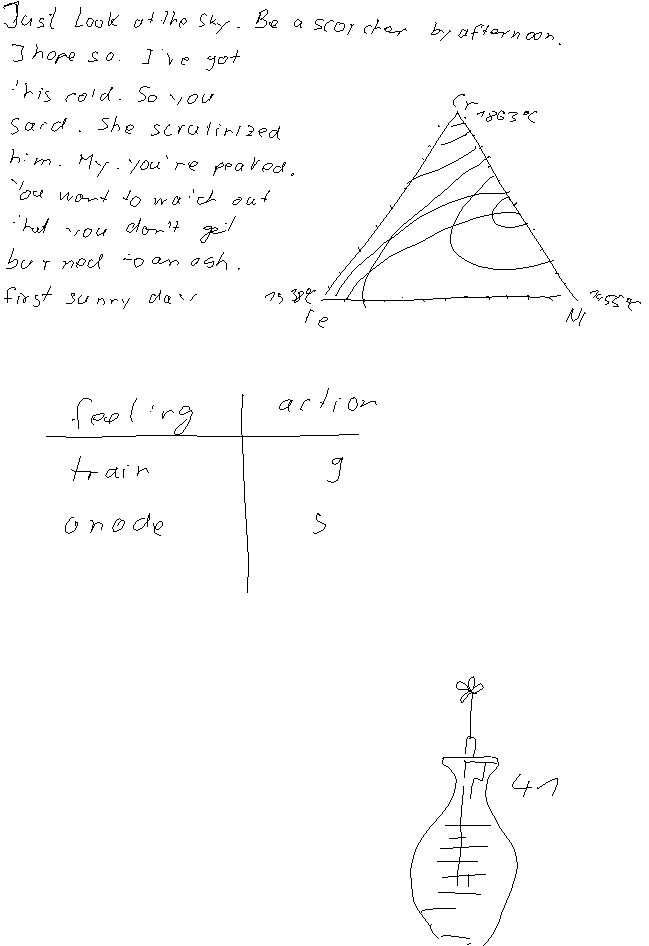 Just Look at the sky. Be a scorcher by afternoon.
I hope so. I've got
this cold. So you
said. She scrutinized
him. My. you're peaked.
You want to watch out
that you don't get
burned to an ash.
first sunny day
Cr
1863°C
1538°C
Fe
1455°C
Ni
feeling action
train g
anode s
41